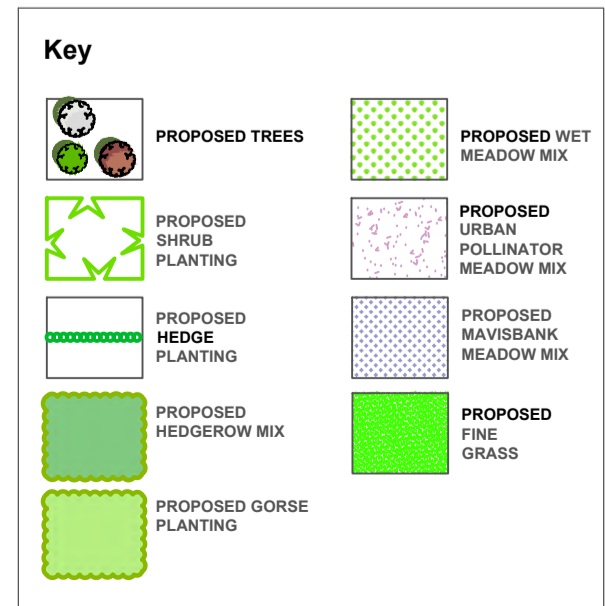 Key
PROPOSED TREES
PROPOSED
SHRUB
PLANTING
PROPOSED
HEDGE
PLANTING
PROPOSED
HEDGEROW MIX
PROPOSED GORSE
PLANTING
PROPOSED WET
MEADOW MIX
PROPOSED
URBAN
POLLINATOR
MEADOW MIX
PROPOSED
MAVISBANK
MEADOW MIX
PROPOSED
FINE
GRASS